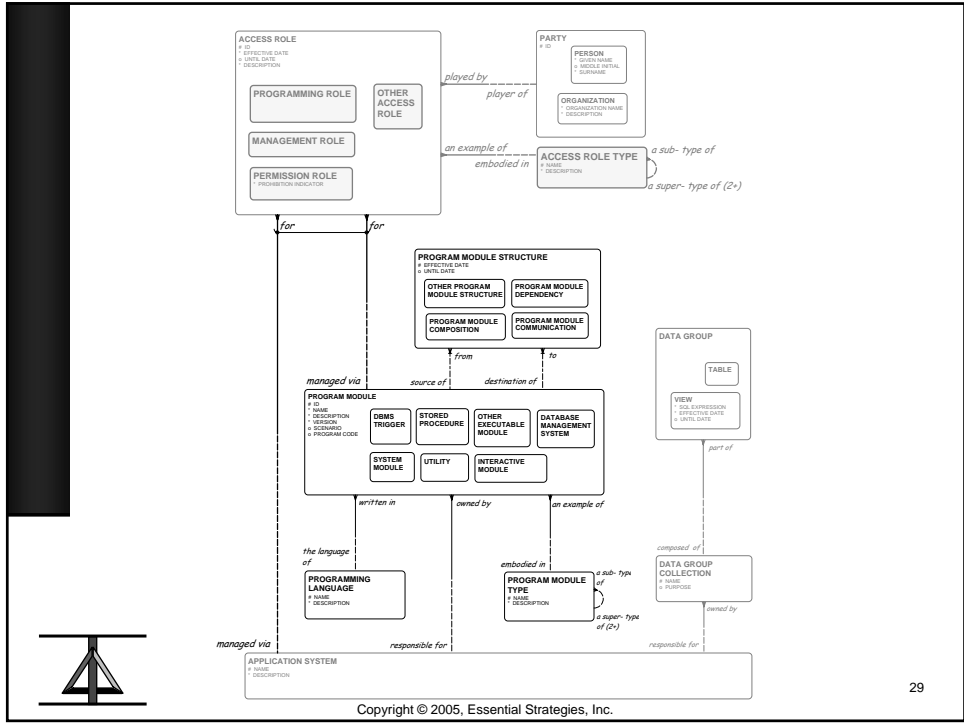 ACCESS ROLE
# ID
* EFFECTIVE DATE
o UNTIL DATE
* DESCRIPTION
PROGRAMMING ROLE
OTHER
ACCESS
ROLE
MANAGEMENT ROLE
PERMISSION ROLE
* PROHIBITION INDICATOR
PARTY
# ID
PERSON
* GIVEN NAME
o MIDDLE INITIAL
* SURNAME
ORGANIZATION
* ORGANIZATION NAME
* DESCRIPTION
played by
player of
an example of
embodied in
ACCESS ROLE TYPE
# NAME
* DESCRIPTION
a sub- type of
a super- type of (2+)
for
for
PROGRAM MODULE STRUCTURE
# EFFECTIVE DATE
o UNTIL DATE
OTHER PROGRAM
MODULE STRUCTURE
PROGRAM MODULE
DEPENDENCY
PROGRAM MODULE
COMPOSITION
PROGRAM MODULE
COMMUNICATION
from
to
managed via
source of
destination of
DATA GROUP
TABLE
VIEW
* SQL EXPRESSION
* EFFECTIVE DATE
o UNTIL DATE
part of
PROGRAM MODULE
# ID
* NAME
* DESCRIPTION
* VERSION
o SCENARIO
o PROGRAM CODE
DBMS
TRIGGER
STORED
PROCEDURE
OTHER
EXECUTABLE
MODULE
DATABASE
MANAGEMENT
SYSTEM
SYSTEM
MODULE
UTILITY
INTERACTIVE
MODULE
written in
owned by
an example of
the language
of
embodied in
composed of
PROGRAMMING
LANGUAGE
# NAME
* DESCRIPTION
PROGRAM MODULE
TYPE
# NAME
* DESCRIPTION
a sub- type
of
a super- type
of (2+)
DATA GROUP
COLLECTION
# NAME
o PURPOSE
owned by
managed via
responsible for
responsible for
APPLICATION SYSTEM
# NAME
* DESCRIPTION
29
Copyright © 2005, Essential Strategies, Inc.